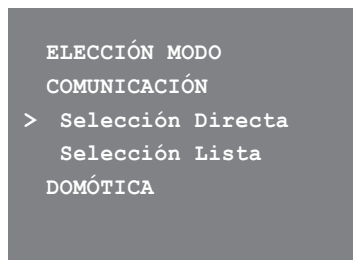 ELECCIÓN MODO
COMUNICACIÓN
> Selección Directa
Selección Lista
DOMÓTICA